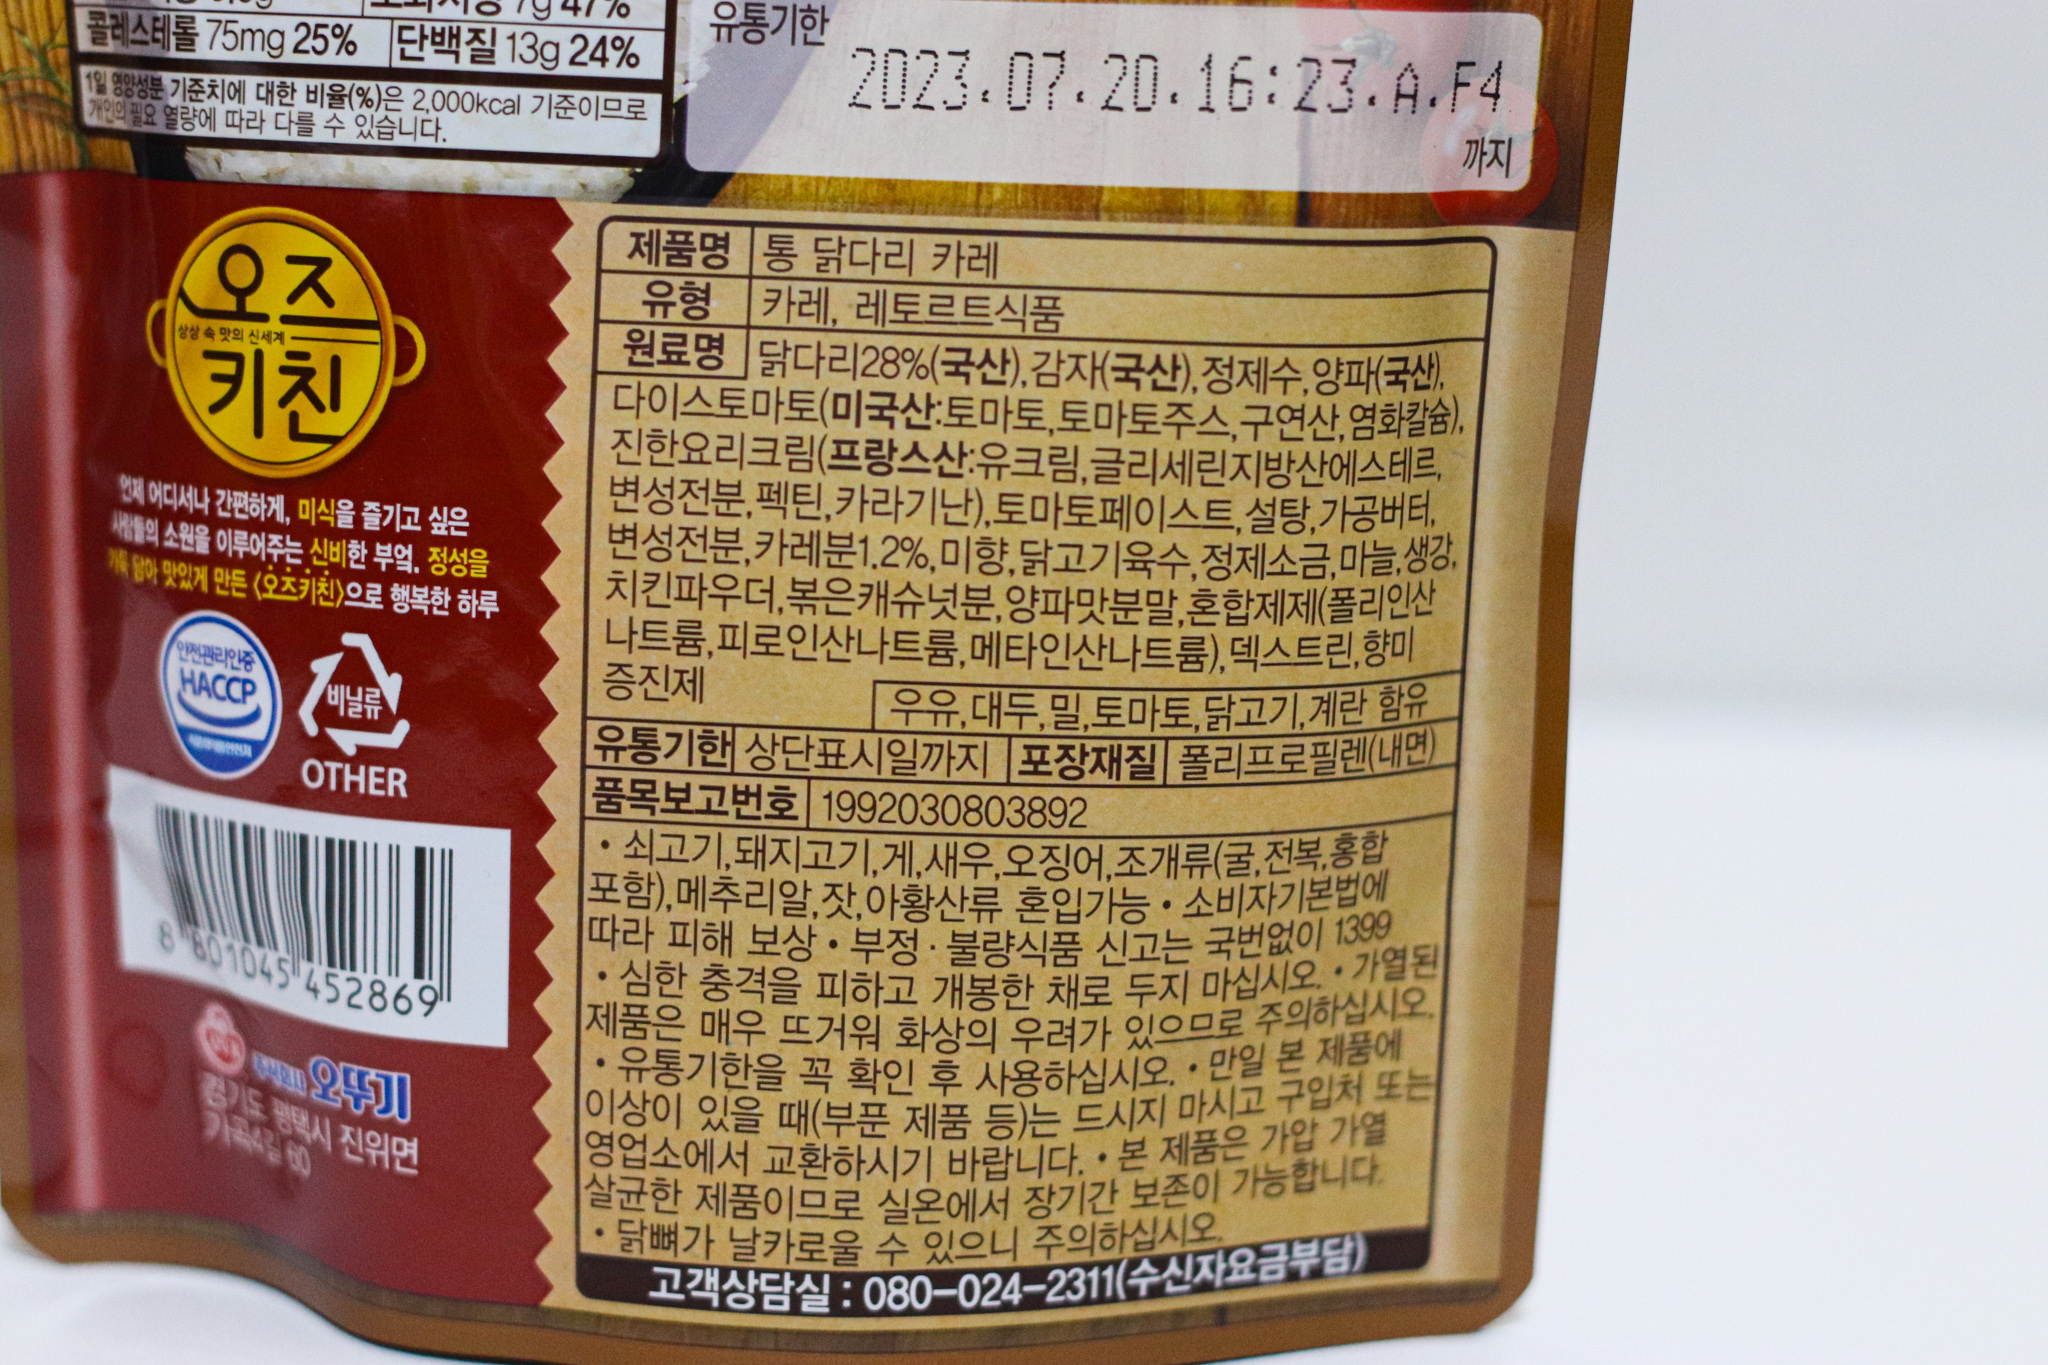 7g 47%
콜레스테롤 75mg 25% 단백질 13g 24%
1일 영양성분 기준치에 대한 비율(%)은 2,000kcal 기준이므로
개인의 필요 열량에 따라 다를 수 있습니다.
유통기한
2023.07.20.16:23.A.F4
까지
오즈
상상 속 맛의 신세계
키친
언제 어디서나 간편하게, 미식을 즐기고 싶은
사람들의 소원을 이루어주는 신비한 부엌, 정성을
가득 담아 맛있게 만든 〈오즈키친〉으로 행복한 하루
안전관리인증
HACCP
비닐류
OTHER
8 801045 452869
주식회사 오뚜기
경기도 평택시 진위면
가곡4길 60
제품명 통 닭다리 카레
유형 카레, 레토르트식품
원료명 닭다리28%(국산),감자(국산),정제수,양파(국산),
다이스토마토(미국산:토마토,토마토주스,구연산,염화칼슘),
진한요리크림(프랑스산:유크림,글리세린지방산에스테르,
변성전분,펙틴,카라기난),토마토페이스트,설탕,가공버터,
변성전분,카레분1.2%,미향,닭고기육수,정제소금,마늘,생강,
치킨파우더,볶은캐슈넛분,양파맛분말,혼합제제(폴리인산
나트륨,피로인산나트륨,메타인산나트륨),덱스트린,향미
증진제
우유,대두,밀,토마토,닭고기,계란 함유
유통기한 상단표시일까지 포장재질 폴리프로필렌(내면)
품목보고번호 1992030803892
• 쇠고기,돼지고기,게,새우,오징어,조개류(굴,전복,홍합
포함),메추리알,잣,아황산류 혼입가능 • 소비자기본법에
따라 피해 보상 • 부정·불량식품 신고는 국번없이 1399
• 심한 충격을 피하고 개봉한 채로 두지 마십시오. • 가열된
제품은 매우 뜨거워 화상의 우려가 있으므로 주의하십시오.
• 유통기한을 꼭 확인 후 사용하십시오. • 만일 본 제품에
이상이 있을 때(부푼 제품 등)는 드시지 마시고 구입처 또는
영업소에서 교환하시기 바랍니다. • 본 제품은 가압 가열
살균한 제품이므로 실온에서 장기간 보존이 가능합니다.
• 닭뼈가 날카로울 수 있으니 주의하십시오.
고객상담실 : 080-024-2311(수신자요금부담)